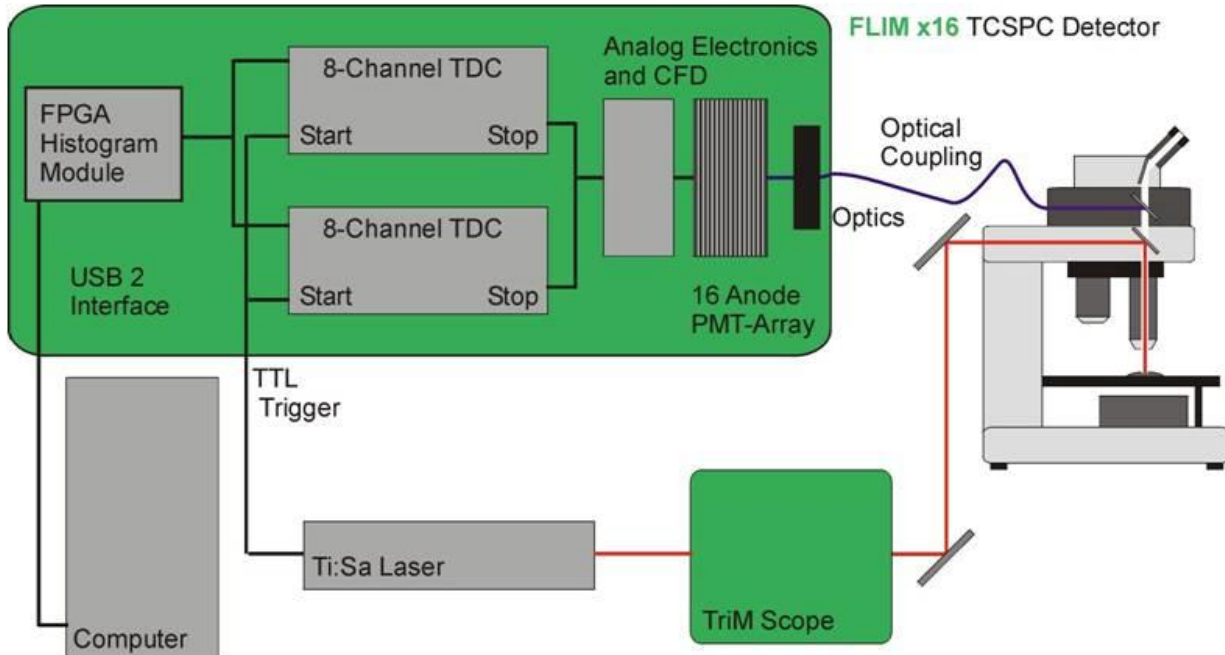 FLIM x16 TCSPC Detector
Analog Electronics
and CFD
8-Channel TDC
Start Stop
FPGA
Histogram
Module
8-Channel TDC
Start Stop
Optical
Coupling
Optics
USB 2
Interface
16 Anode
PMT-Array
TTL
Trigger
Ti:Sa Laser
TriM Scope
Computer